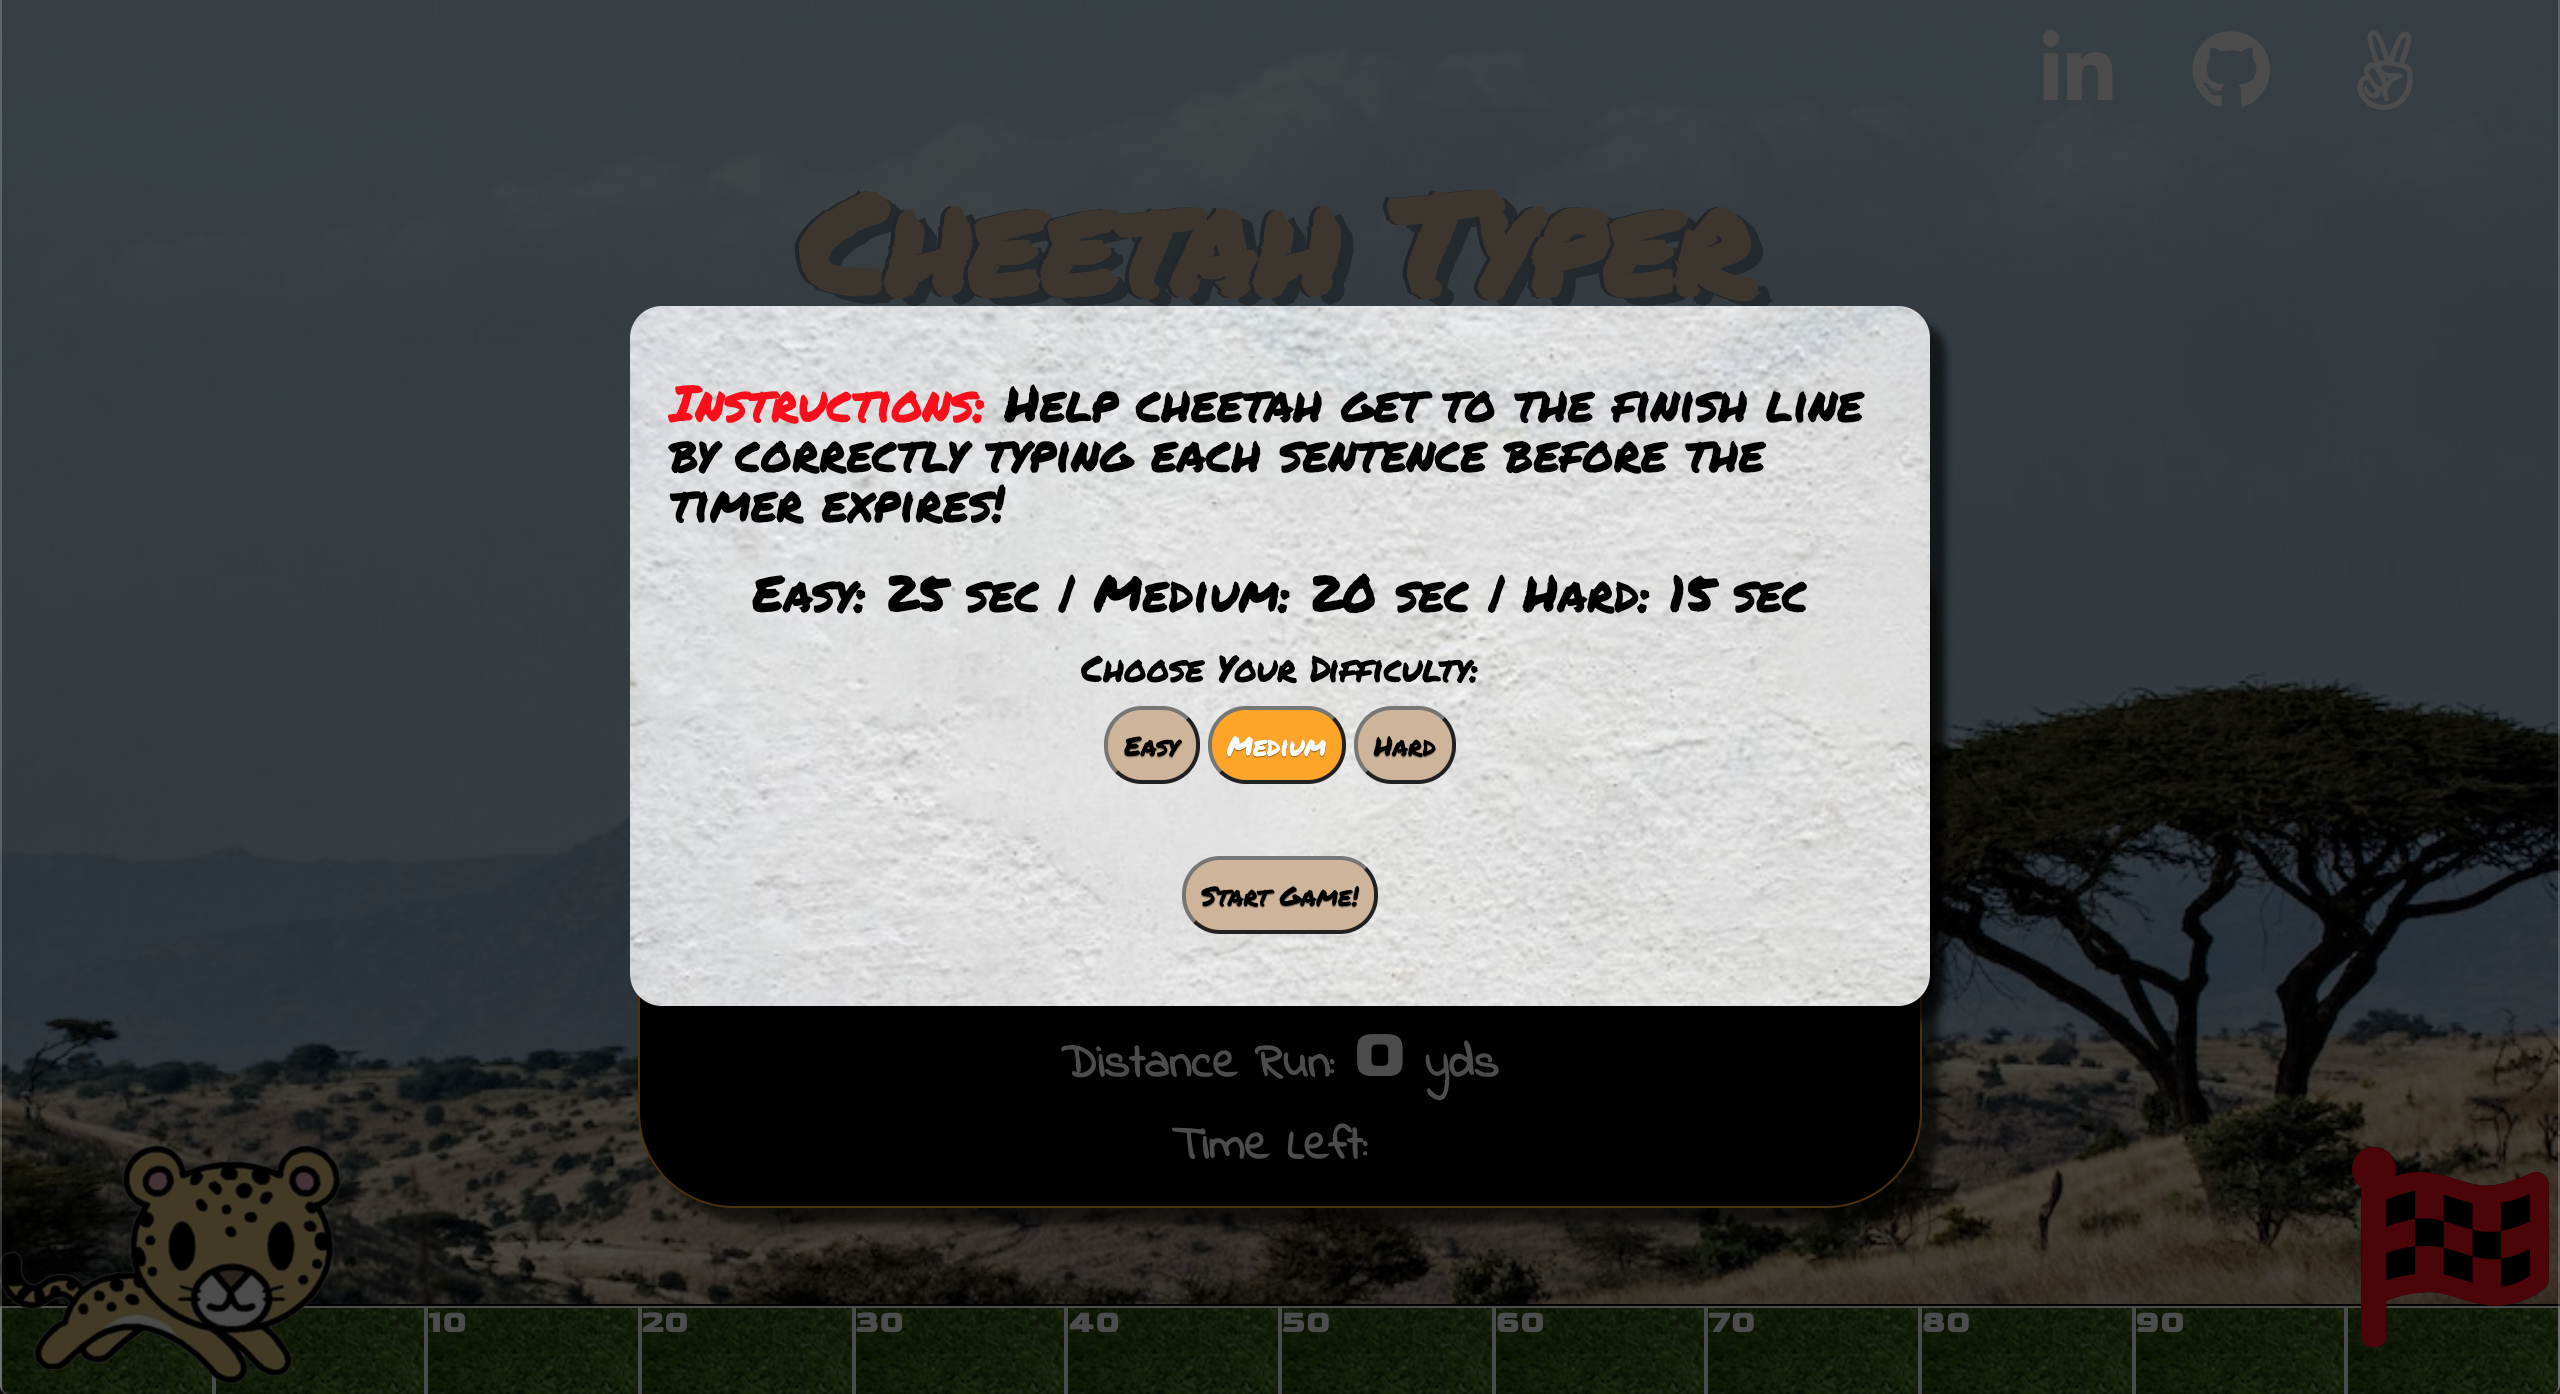 in
Cheetah Typer
Instructions: Help cheetah get to the finish line
by correctly typing each sentence before the
timer expires!
Easy: 25 sec / Medium: 20 sec / Hard: 15 sec
Choose Your Difficulty:
Easy Medium Hard
Start Game!
Distance Run: 0 yds
Time Left:
10 20 30 40 50 60 70 80 90